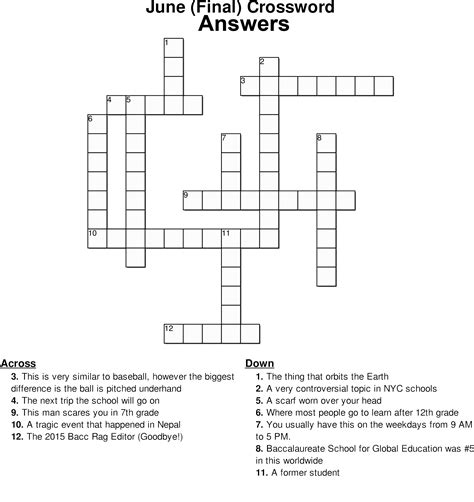 June (Final) Crossword
Answers
1
2
3
4 5
6
7 8
9
10 11
12
Across
3. This is very similar to baseball, however the biggest
difference is the ball is pitched underhand
4. The next trip the school will go on
9. This man scares you in 7th grade
10. A tragic event that happened in Nepal
12. The 2015 Bacc Rag Editor (Goodbye!)
Down
1. The thing that orbits the Earth
2. A very controversial topic in NYC schools
5. A scarf worn over your head
6. Where most people go to learn after 12th grade
7. You usually have this on the weekdays from 9 AM
to 5 PM.
8. Baccalaureate School for Global Education was #5
in this worldwide
11. A former student